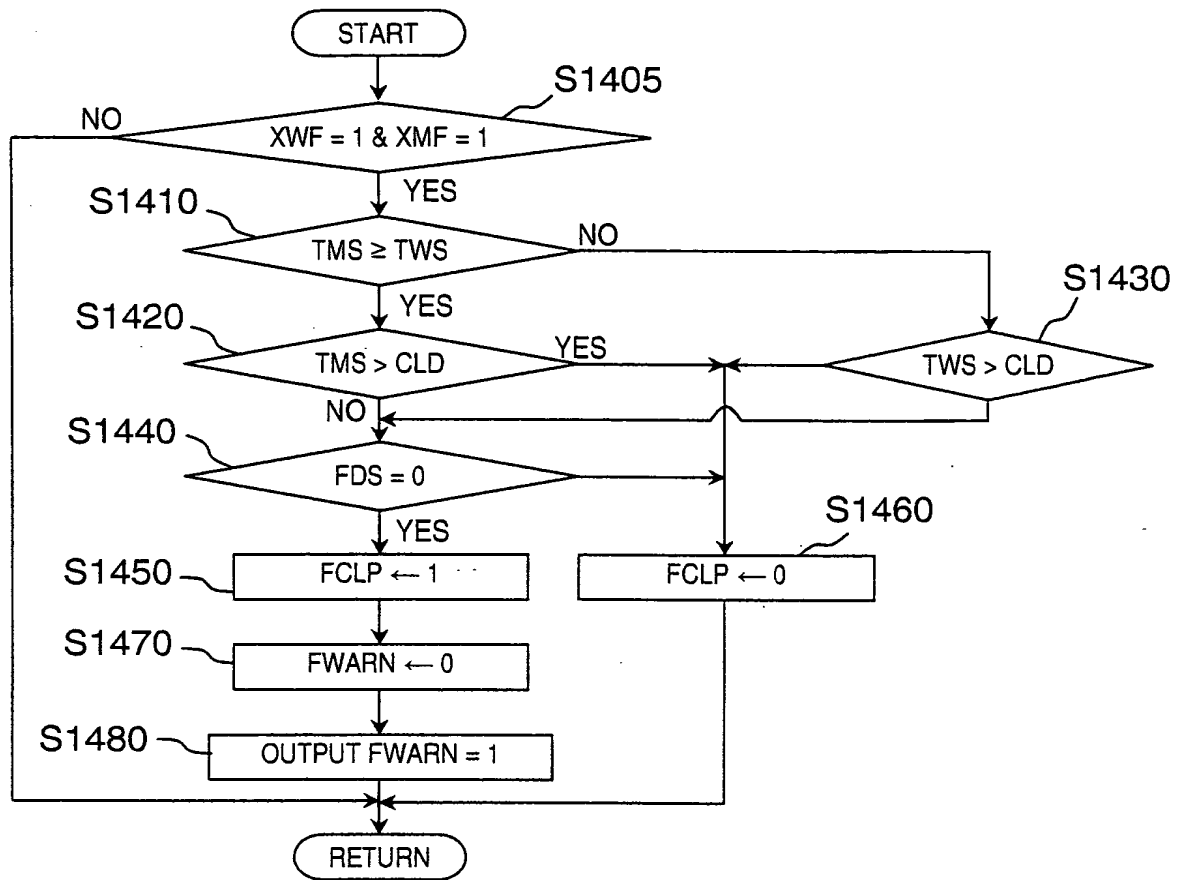 START
S1405
NO
XWF = 1 & XMF = 1
YES
S1410
NO
TMS ≥ TWS
S1430
YES
S1420
YES
TMS > CLD
TWS > CLD
NO
S1440
FDS = 0
S1460
YES
S1450
FCLP ← 1
FCLP ← 0
S1470
FWARN ← 0
S1480
OUTPUT FWARN = 1
RETURN